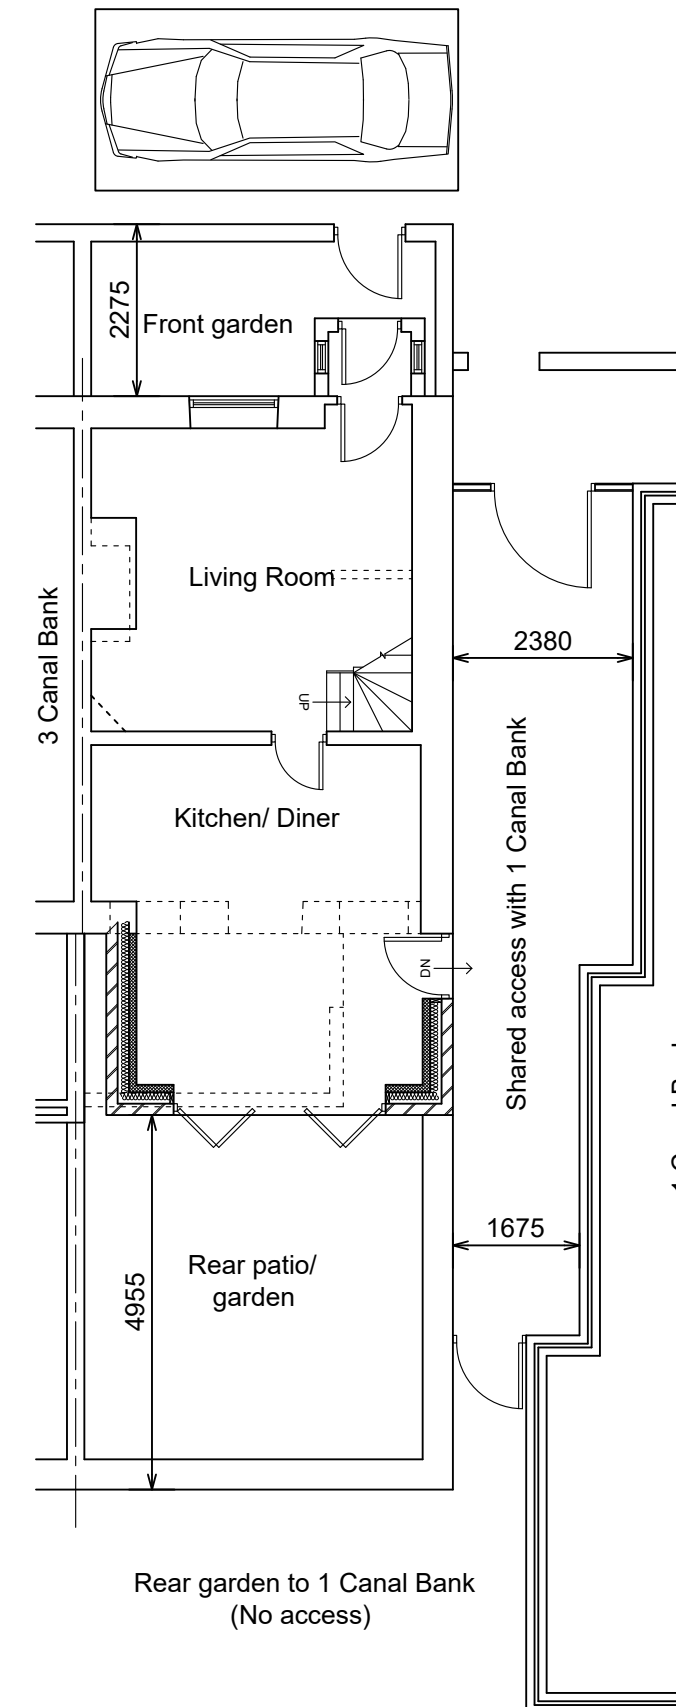 2275
Front garden
Living Room
3 Canal Bank
2380
UP
Kitchen/ Diner
Shared access with 1 Canal Bank
DN
1675
Rear patio/
garden
4955
Rear garden to 1 Canal Bank
(No access)